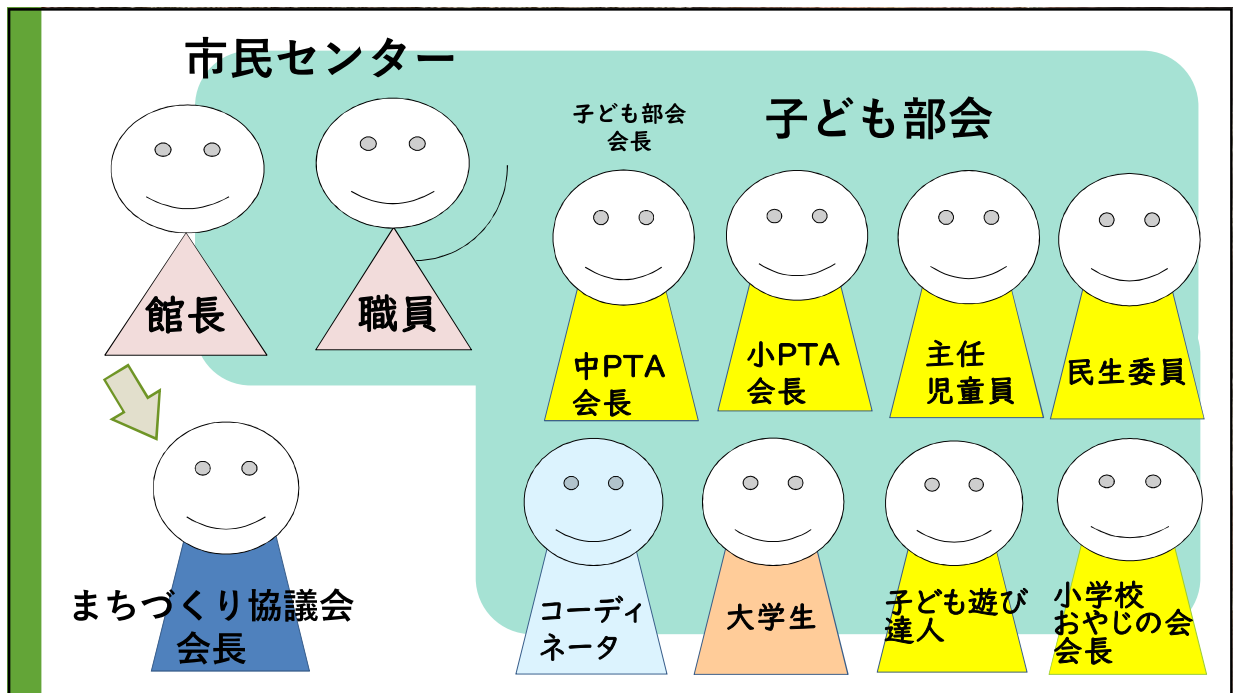 市民センター
子ども部会
会長
子ども部会
館長
職員
中PTA
会長
小PTA
会長
主任
児童員
民生委員
まちづくり協議会
会長
コーディ
ネータ
大学生
子ども遊び
達人
小学校
おやじの会
会長